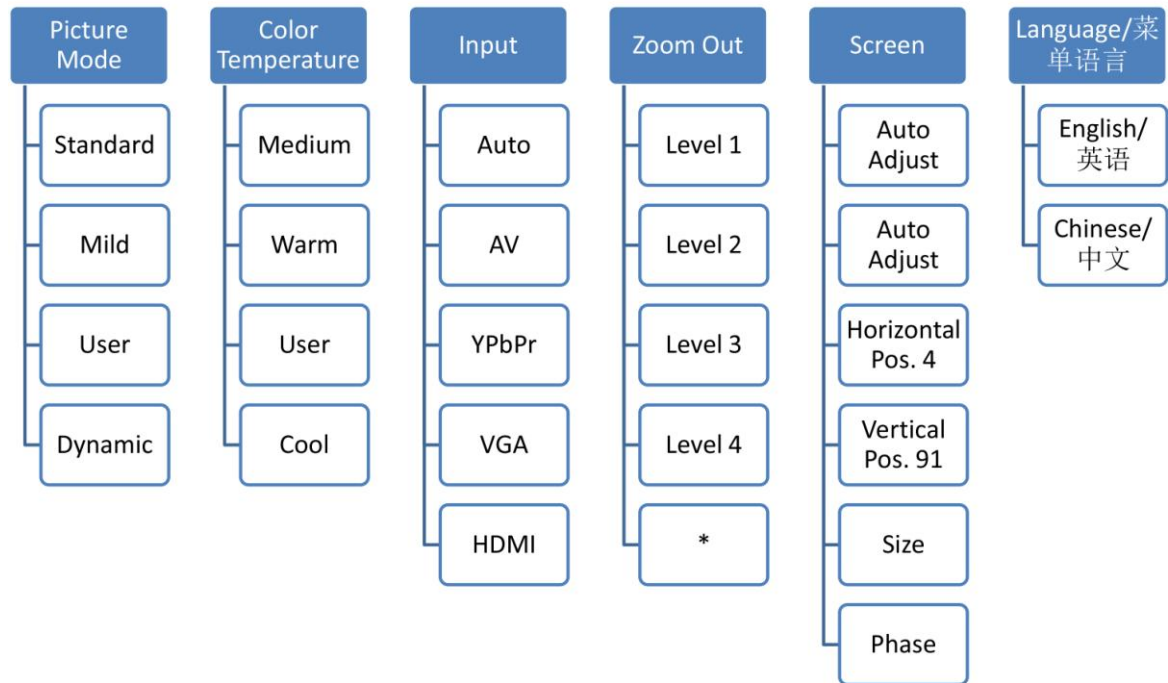 Picture
Mode
Standard
Mild
User
Dynamic
Color
Temperature
Medium
Warm
User
Cool
Input
Auto
AV
YPbPr
VGA
HDMI
Zoom Out
Level 1
Level 2
Level 3
Level 4
*
Screen
Auto
Adjust
Auto
Adjust
Horizontal
Pos. 4
Vertical
Pos. 91
Size
Phase
Language/菜
单语言
English/
英语
Chinese/
中文